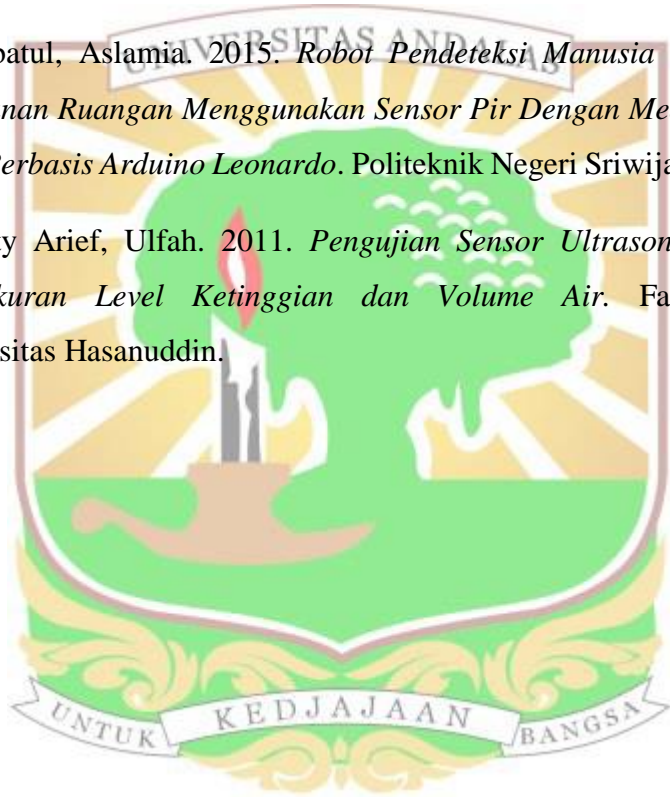 UNIVERSITAS ANDALAS
batul, Aslamia. 2015. Robot Pendeteksi Manusia
nan Ruangan Menggunakan Sensor Pir Dengan Me
Berbasis Arduino Leonardo. Politeknik Negeri Sriwija
y Arief, Ulfah. 2011. Pengujian Sensor Ultrason
kuran Level Ketinggian dan Volume Air. Fa
sitas Hasanuddin.
UNTUK KEDJAJAAN BANGSA